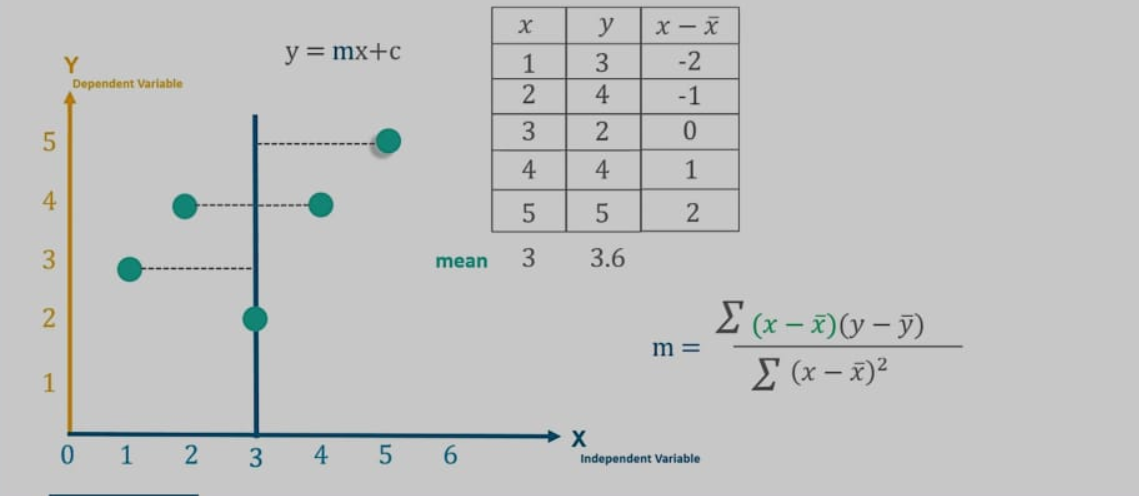 y = mx+c
Y
Dependent Variable
5
4
3
2
1
0 1 2 3 4 5 6
X
Independent Variable
x y x − x̄
1 3 -2
2 4 -1
3 2 0
4 4 1
5 5 2
mean 3 3.6
m = ∑ (x − x̄)(y − ȳ)
∑ (x − x̄)²